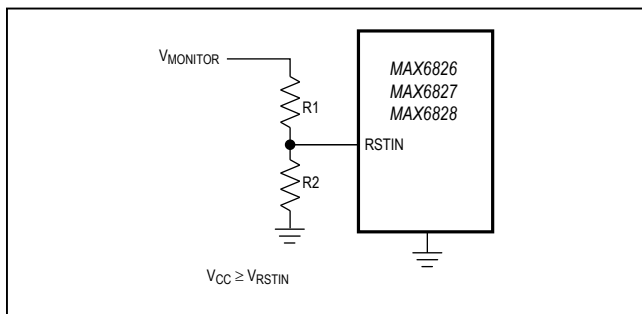 VMONITOR
R1
R2
MAX6826
MAX6827
MAX6828
RSTIN
VCC ≥ VRSTIN